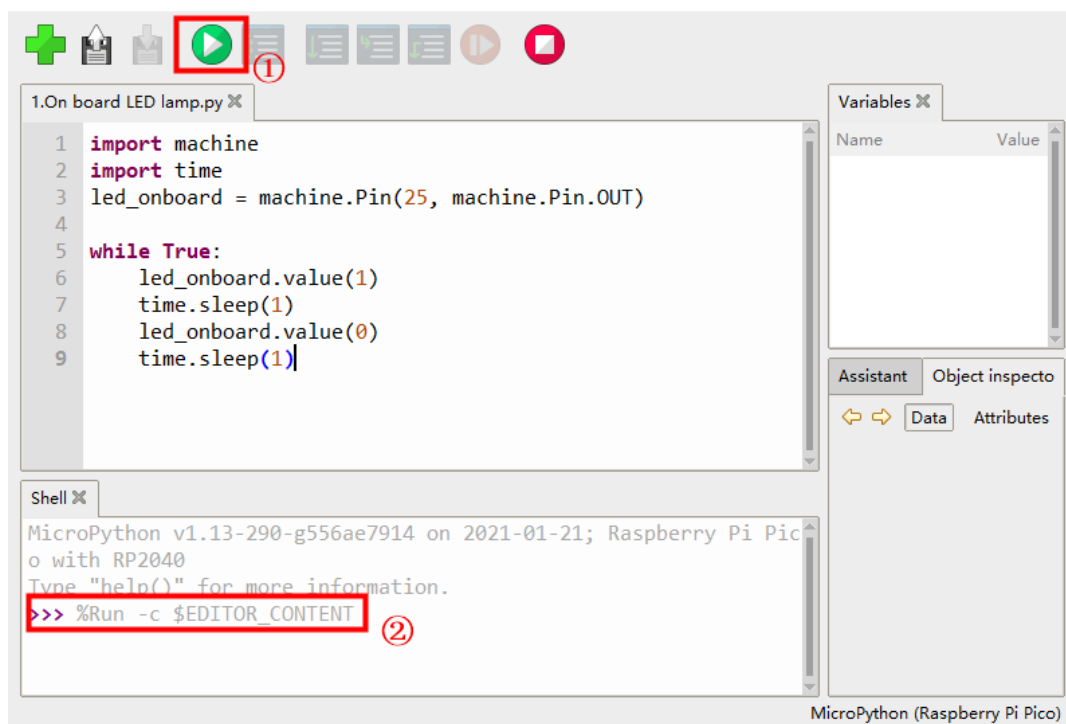 ①
1.On board LED lamp.py
1 import machine
2 import time
3 led_onboard = machine.Pin(25, machine.Pin.OUT)
4
5 while True:
6     led_onboard.value(1)
7     time.sleep(1)
8     led_onboard.value(0)
9     time.sleep(1)
Variables
Name Value
Assistant Object inspecto
Data Attributes
Shell
MicroPython v1.13-290-g556ae7914 on 2021-01-21; Raspberry Pi Pic
o with RP2040
Type "help()" for more information.
>>> %Run -c $EDITOR_CONTENT
②
MicroPython (Raspberry Pi Pico)